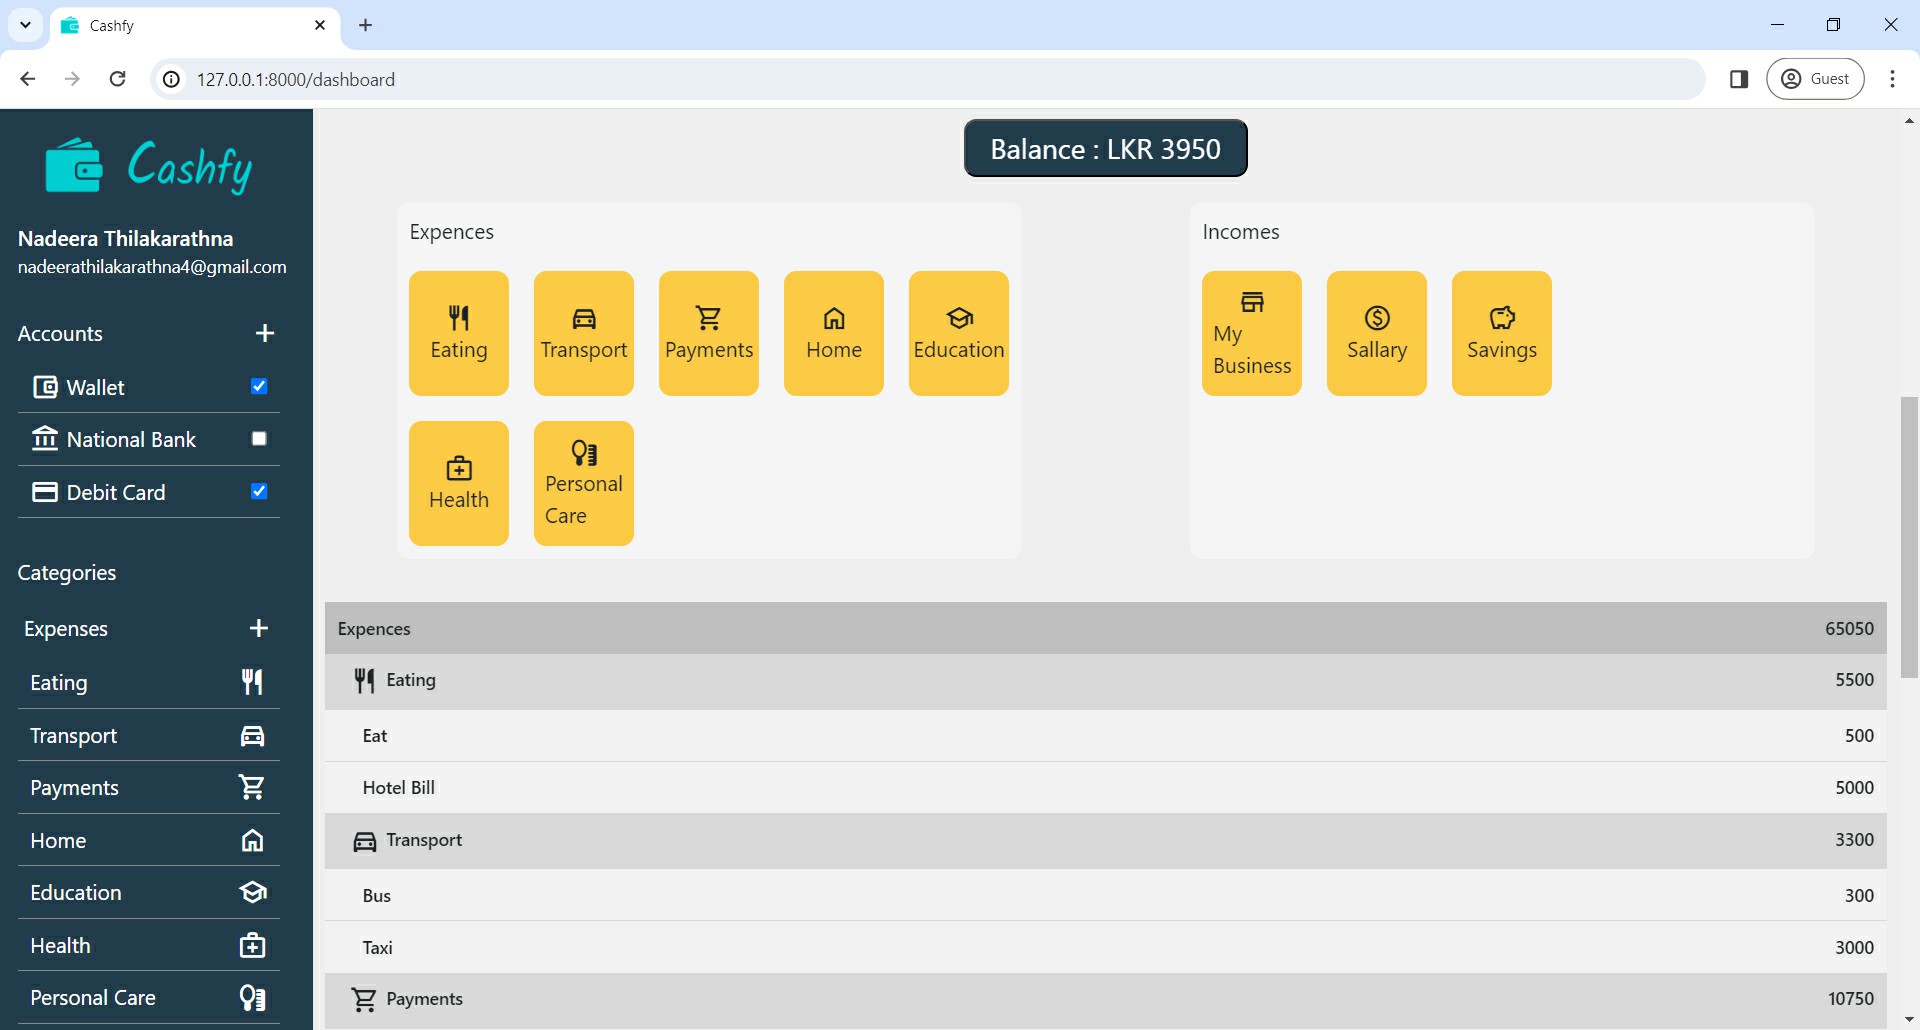 Cashfy
127.0.0.1:8000/dashboard
Guest
Cashfy
Nadeera Thilakarathna
nadeerathilakarathna4@gmail.com
Accounts
Wallet
National Bank
Debit Card
Categories
Expenses
Eating
Transport
Payments
Home
Education
Health
Personal Care
Balance : LKR 3950
Expences
Eating
Transport
Payments
Home
Education
Health
Personal
Care
Incomes
My
Business
Sallary
Savings
Expences 65050
Eating 5500
Eat 500
Hotel Bill 5000
Transport 3300
Bus 300
Taxi 3000
Payments 10750